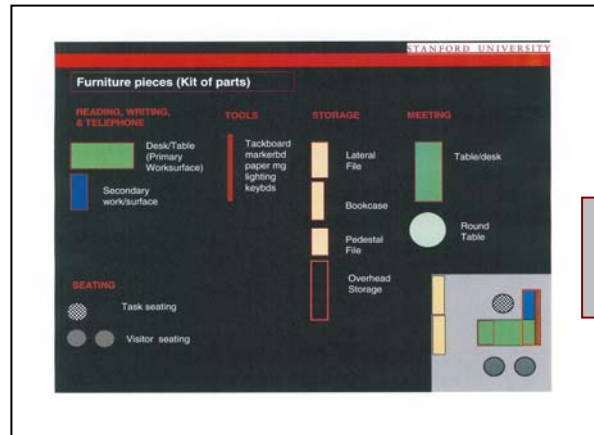 STANFORD UNIVERSITY
Furniture pieces (Kit of parts)
READING, WRITING,
& TELEPHONE
Desk/Table
(Primary
Worksurface)
Secondary
work/surface
TOOLS
Tackboard
markerbd
paper mg
lighting
keybds
STORAGE
Lateral
File
Bookcase
Pedestal
File
Overhead
Storage
MEETING
Table/desk
Round
Table
SEATING
Task seating
Visitor seating